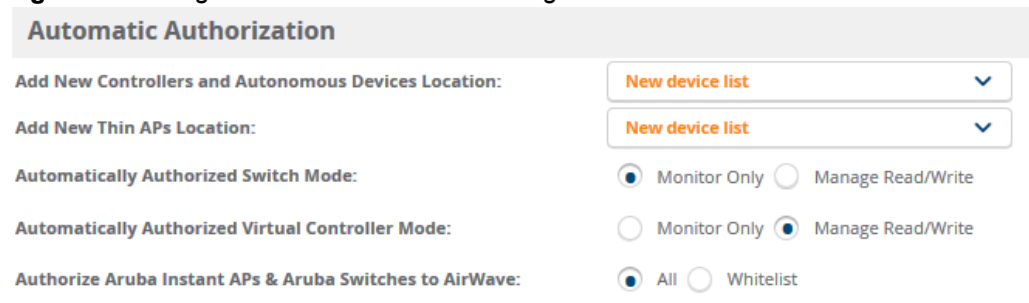 Automatic Authorization
Add New Controllers and Autonomous Devices Location: New device list
Add New Thin APs Location: New device list
Automatically Authorized Switch Mode: Monitor Only Manage Read/Write
Automatically Authorized Virtual Controller Mode: Monitor Only Manage Read/Write
Authorize Aruba Instant APs & Aruba Switches to AirWave: All Whitelist